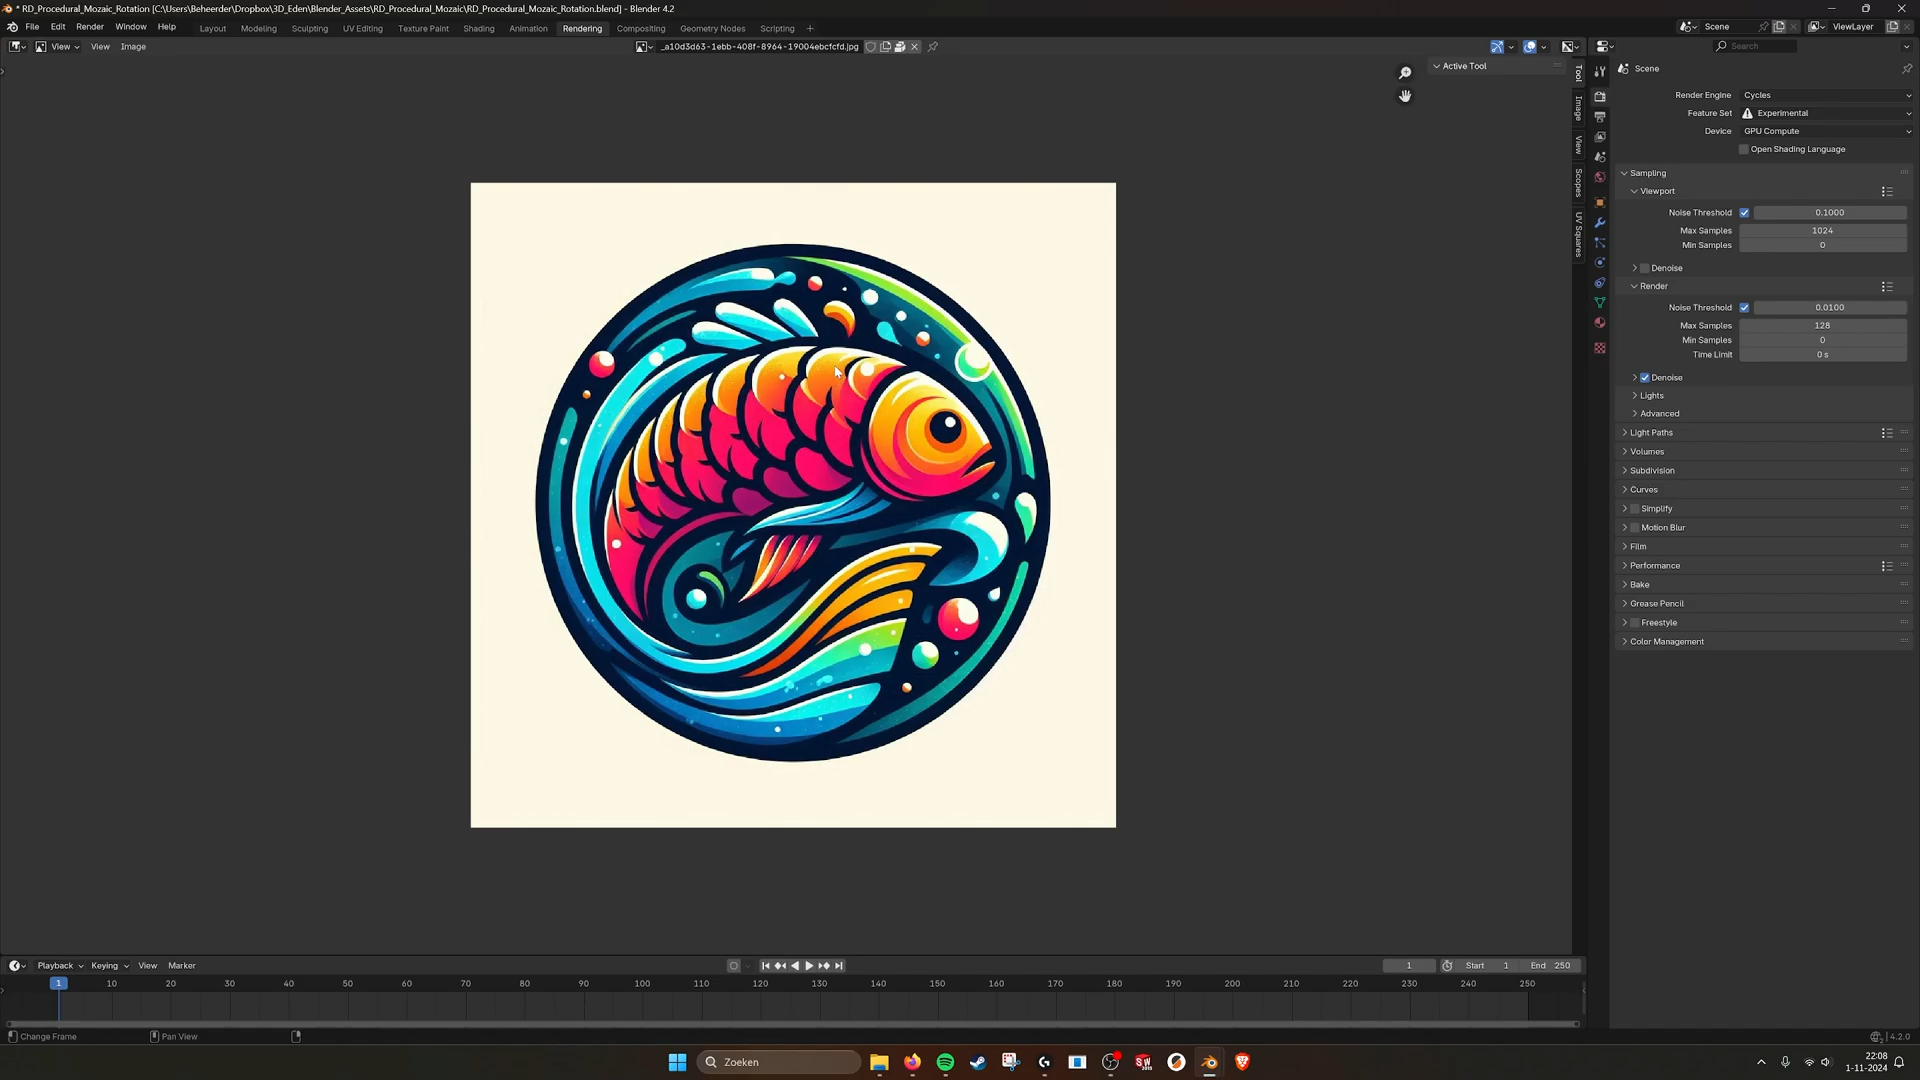 * RD_Procedural_Mozaic_Rotation [C:\Users\Beheerder\Dropbox\3D_Eden\Blender_Assets\RD_Procedural_Mozaic\RD_Procedural_Mozaic_Rotation.blend] - Blender 4.2
File Edit Render Window Help Layout Modeling Sculpting UV Editing Texture Paint Shading Animation Rendering Compositing Geometry Nodes Scripting + Scene ViewLayer
View View Image _a10d3d63-1ebb-408f-8964-19004ebcfcfd.jpg Search
Active Tool
Tool
Image
View
Scopes
UV Squares
Scene
Render Engine Cycles
Feature Set Experimental
Device GPU Compute
Open Shading Language
Sampling
Viewport
Noise Threshold 0.1000
Max Samples 1024
Min Samples 0
Denoise
Render
Noise Threshold 0.0100
Max Samples 128
Min Samples 0
Time Limit 0 s
Denoise
Lights
Advanced
Light Paths
Volumes
Subdivision
Curves
Simplify
Motion Blur
Film
Performance
Bake
Grease Pencil
Freestyle
Color Management
Playback Keying View Marker 1 Start 1 End 250
1 10 20 30 40 50 60 70 80 90 100 110 120 130 140 150 160 170 180 190 200 210 220 230 240 250
Change Frame Pan View 4.2.0
Zoeken
22:08
1-11-2024